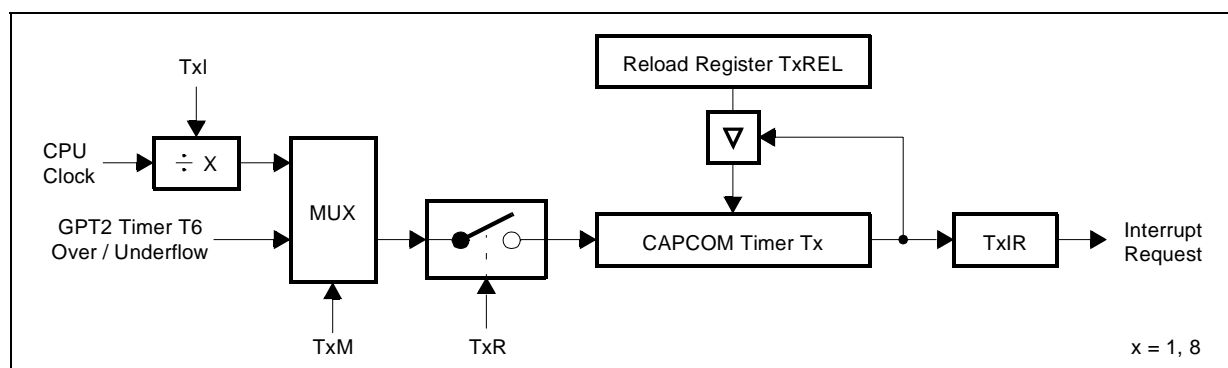 TxI
Reload Register TxREL
CPU
Clock
÷ X
MUX
GPT2 Timer T6
Over / Underflow
CAPCOM Timer Tx
TxIR
Interrupt
Request
TxM
TxR
x = 1, 8